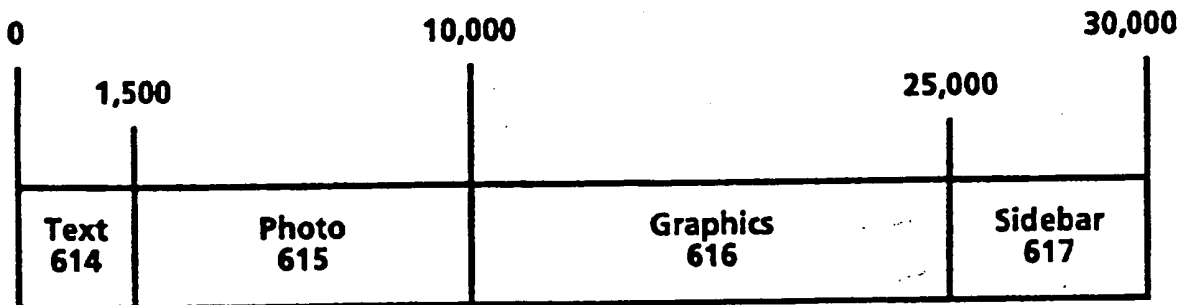 0
10,000
30,000
1,500
25,000
Text
614
Photo
615
Graphics
616
Sidebar
617